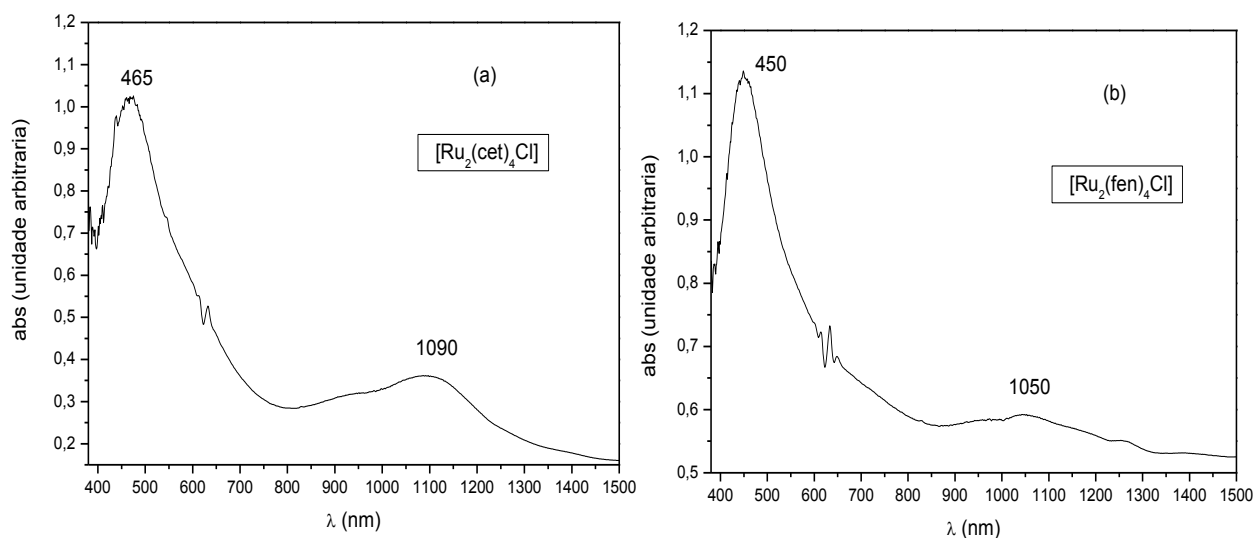 1,2
1,1
1,0
0,9
0,8
0,7
0,6
0,5
0,4
0,3
0,2
abs (unidade arbitraria)
465
(a)
[Ru₂(cet)₄Cl]
1090
400 500 600 700 800 900 1000 1100 1200 1300 1400 1500
λ (nm)
1,2
1,1
1,0
0,9
0,8
0,7
0,6
0,5
abs (unidade arbitraria)
450
(b)
[Ru₂(fen)₄Cl]
1050
400 500 600 700 800 900 1000 1100 1200 1300 1400 1500
λ (nm)